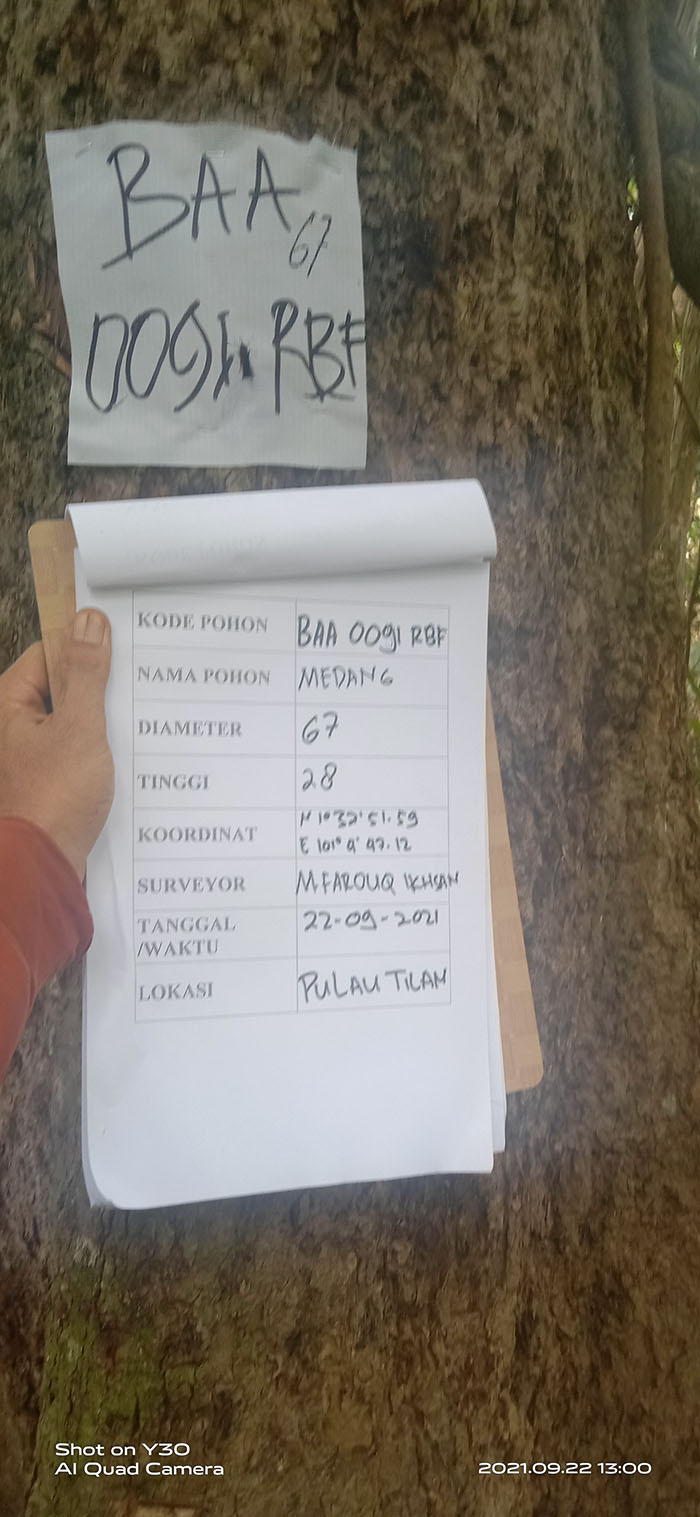 BAA
67
0091 RBF
KODE POHON BAA 0091 RBF
NAMA POHON MEDANG
DIAMETER 67
TINGGI 28
KOORDINAT N 1° 32' 51.59
E 101° 9' 47.12
SURVEYOR M FAROUQ IKHSAN
TANGGAL 22-09-2021
/WAKTU
LOKASI PULAU TILAN
Shot on Y30
AI Quad Camera
2021.09.22 13:00